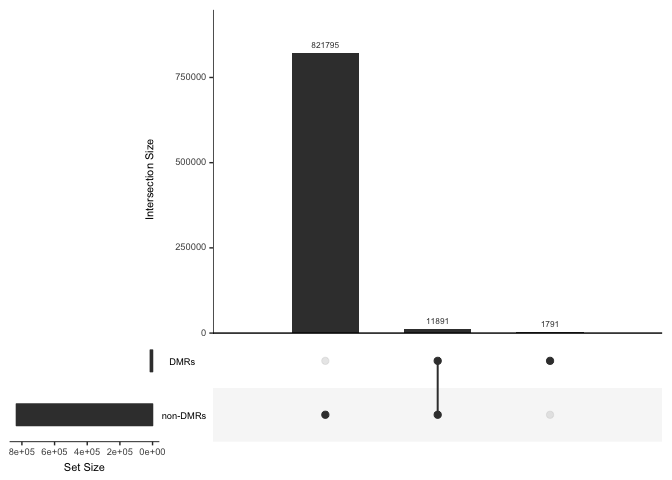 821795
750000
500000
250000
0
Intersection Size
11891
1791
DMRs
non-DMRs
8e+05 6e+05 4e+05 2e+05 0e+00
Set Size